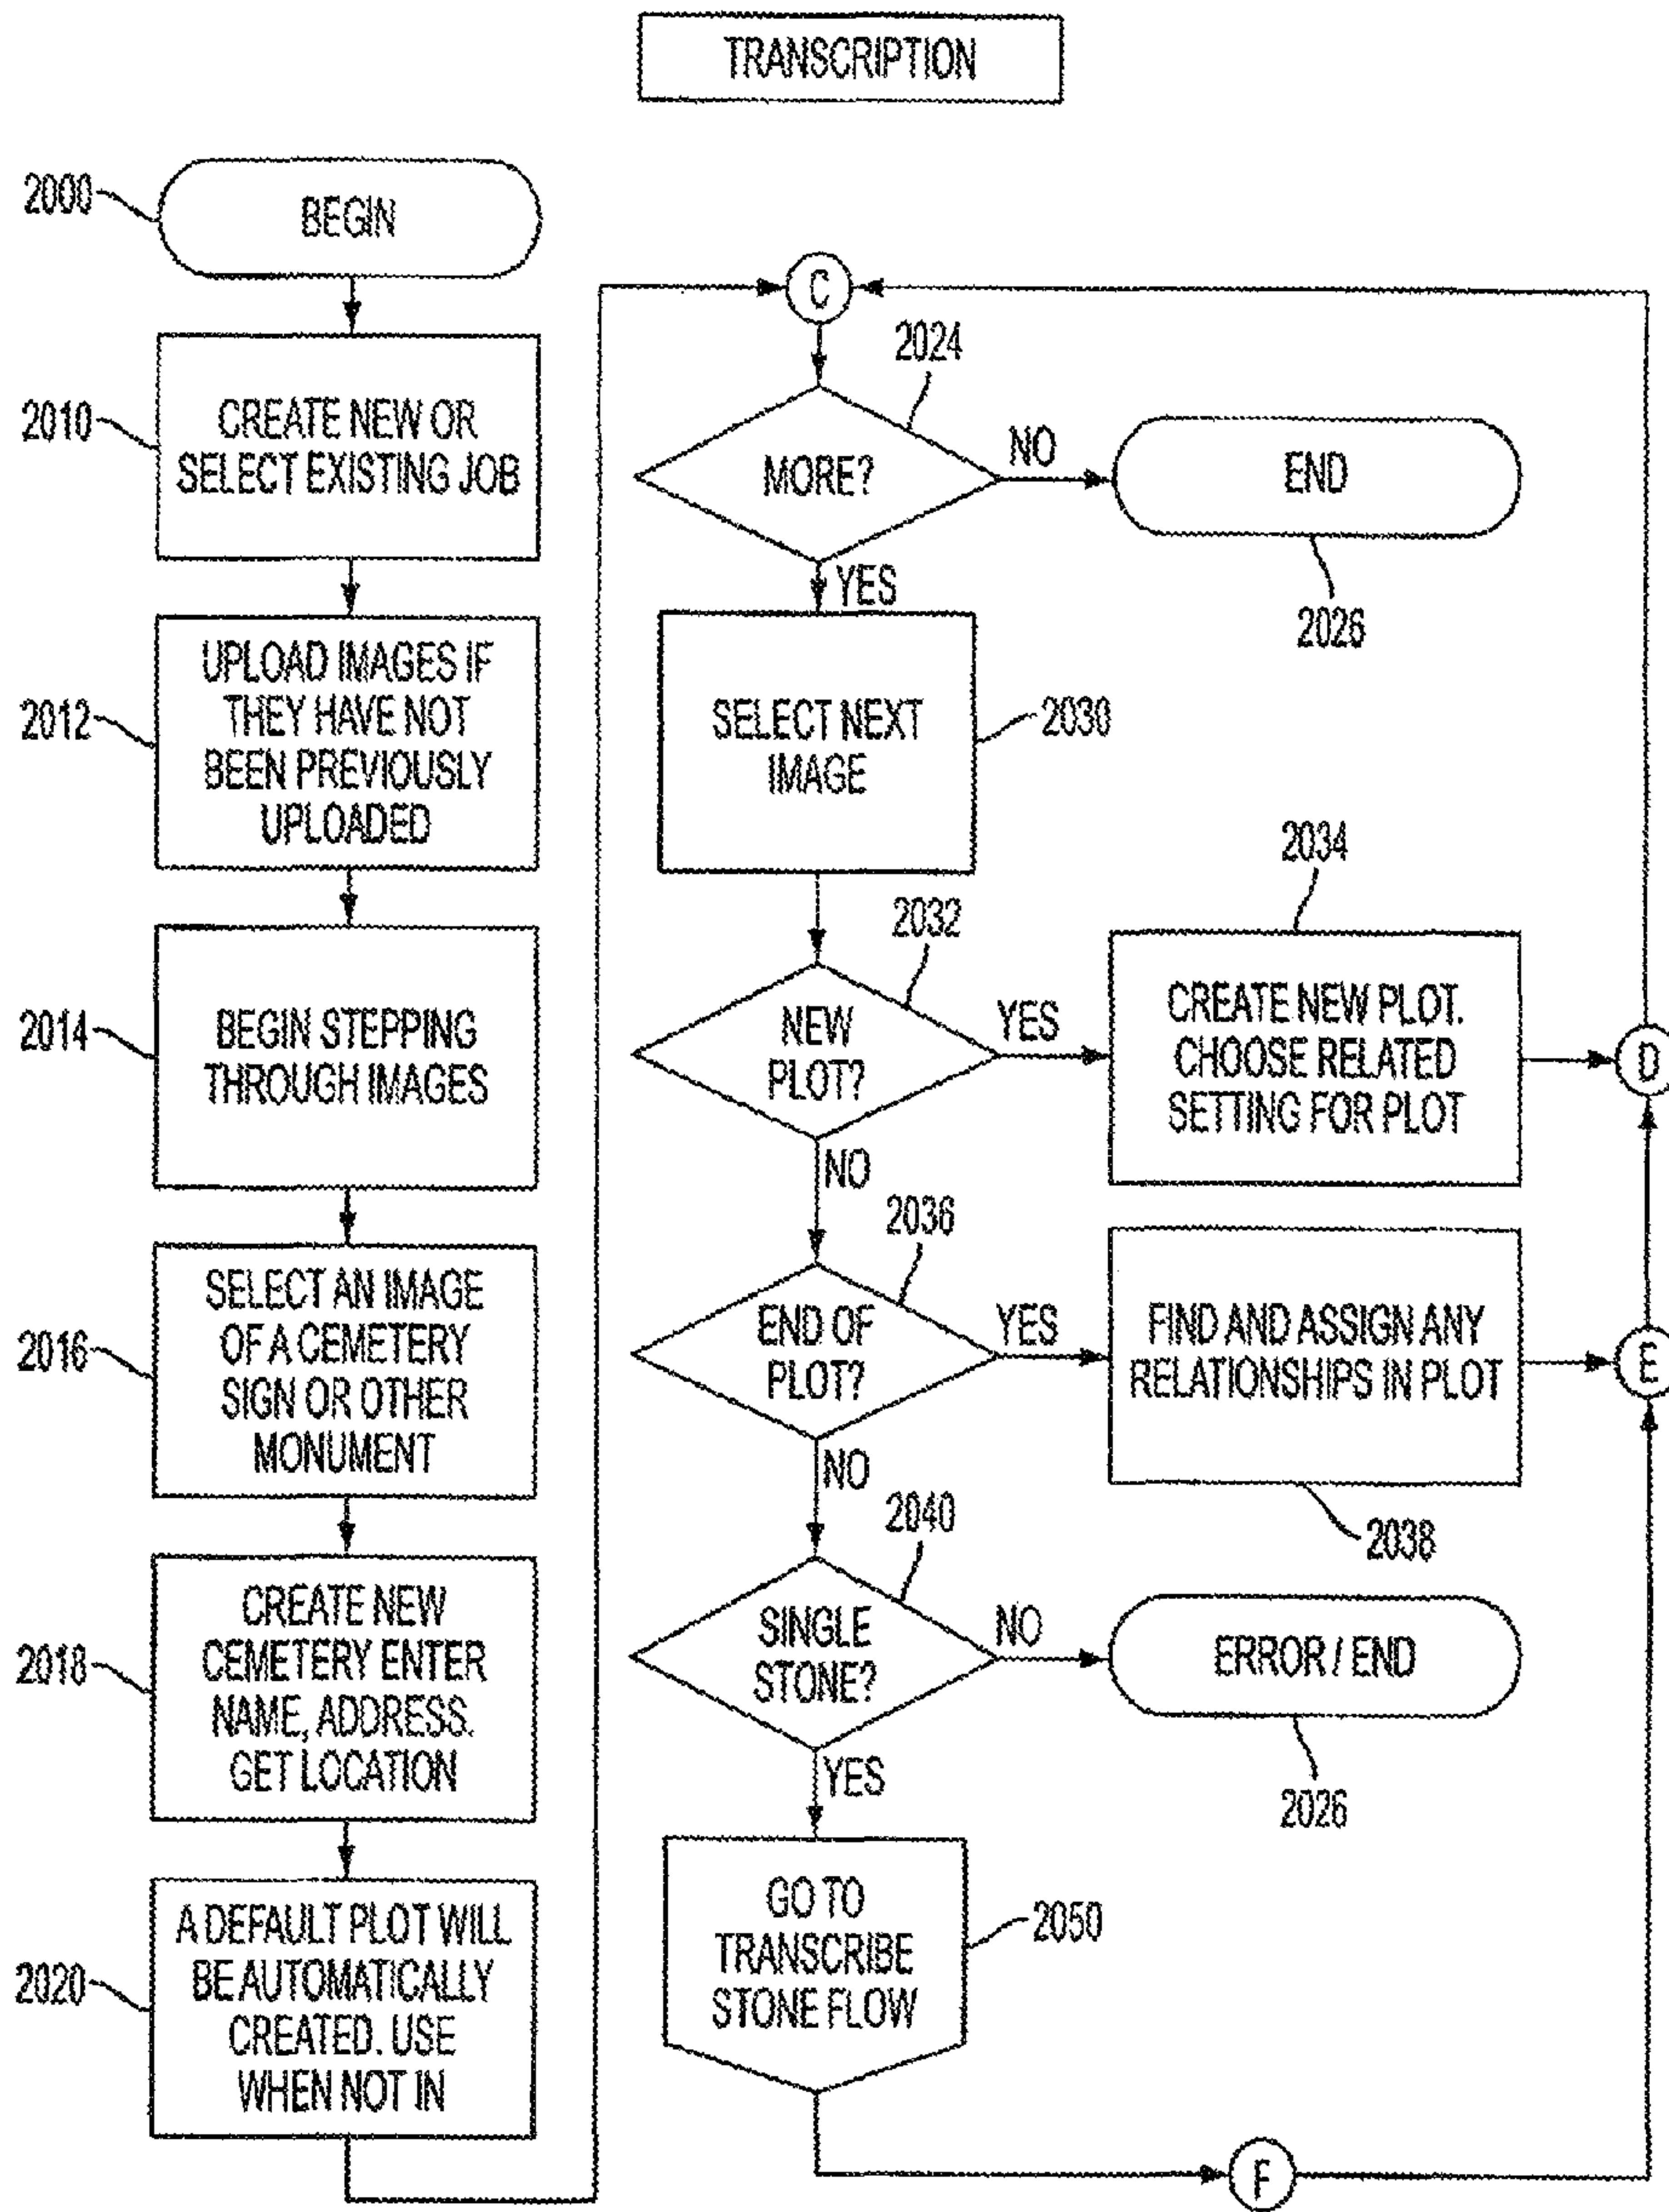 TRANSCRIPTION
2000
BEGIN
2010
CREATE NEW OR
SELECT EXISTING JOB
2012
UPLOAD IMAGES IF
THEY HAVE NOT
BEEN PREVIOUSLY
UPLOADED
2014
BEGIN STEPPING
THROUGH IMAGES
2016
SELECT AN IMAGE
OF A CEMETERY
SIGN OR OTHER
MONUMENT
2018
CREATE NEW
CEMETERY ENTER
NAME, ADDRESS.
GET LOCATION
2020
A DEFAULT PLOT WILL
BE AUTOMATICALLY
CREATED. USE
WHEN NOT IN
C
2024
MORE?
NO
END
2026
YES
SELECT NEXT
IMAGE
2030
2032
NEW
PLOT?
YES
2034
CREATE NEW PLOT.
CHOOSE RELATED
SETTING FOR PLOT
D
NO
2036
END OF
PLOT?
YES
FIND AND ASSIGN ANY
RELATIONSHIPS IN PLOT
2038
E
NO
2040
SINGLE
STONE?
NO
ERROR / END
2026
YES
GO TO
TRANSCRIBE
STONE FLOW
2050
F